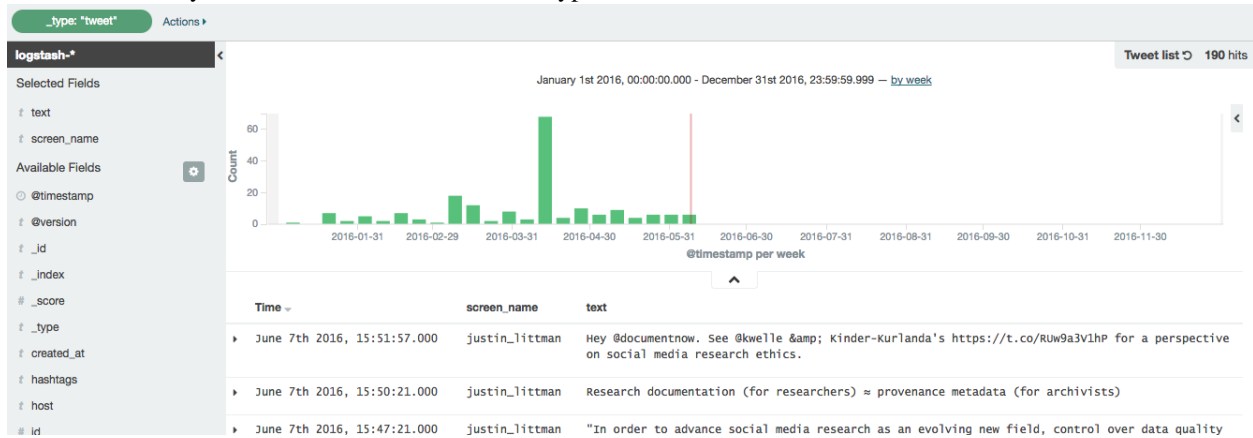 _type: "tweet" Actions
logstash-*
Selected Fields
t text
t screen_name
Available Fields
@timestamp
t @version
t _id
t _index
# _score
t _type
t created_at
t hashtags
t host
# id
Tweet list 190 hits
January 1st 2016, 00:00:00.000 - December 31st 2016, 23:59:59.999 — by week
Count
60
40
20
0
2016-01-31 2016-02-29 2016-03-31 2016-04-30 2016-05-31 2016-06-30 2016-07-31 2016-08-31 2016-09-30 2016-10-31 2016-11-30
@timestamp per week
Time screen_name text
June 7th 2016, 15:51:57.000 justin_littman Hey @documentnow. See @kwelle &amp; Kinder-Kurlanda's https://t.co/RUw9a3V1hP for a perspective
on social media research ethics.
June 7th 2016, 15:50:21.000 justin_littman Research documentation (for researchers) ≈ provenance metadata (for archivists)
June 7th 2016, 15:47:21.000 justin_littman "In order to advance social media research as an evolving new field, control over data quality